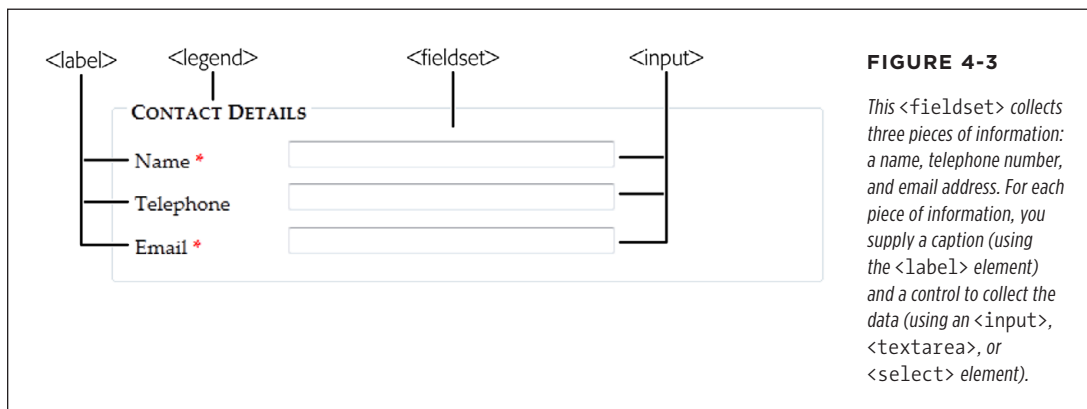 <label> <legend> <fieldset> <input>
CONTACT DETAILS
Name *
Telephone
Email *
FIGURE 4-3
This <fieldset> collects
three pieces of information:
a name, telephone number,
and email address. For each
piece of information, you
supply a caption (using
the <label> element)
and a control to collect the
data (using an <input>,
<textarea>, or
<select> element).